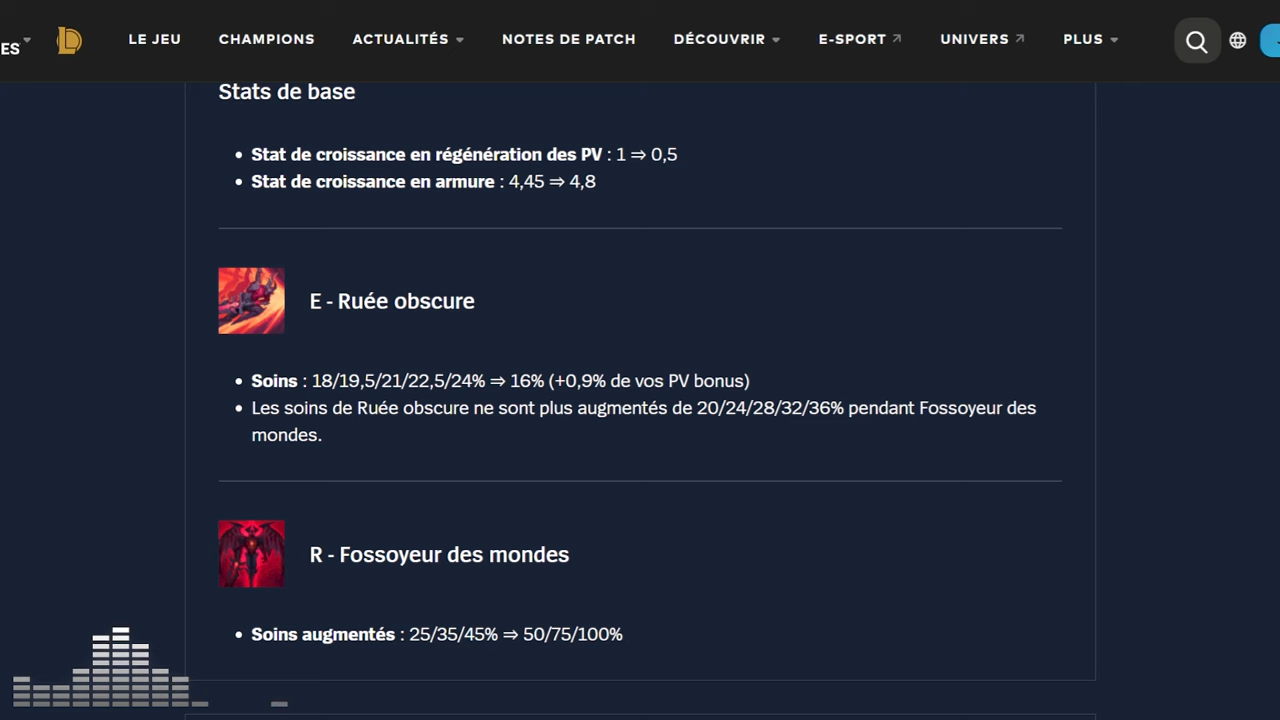 ES
LE JEU CHAMPIONS ACTUALITÉS NOTES DE PATCH DÉCOUVRIR E-SPORT UNIVERS PLUS
Stats de base
• Stat de croissance en régénération des PV : 1 ⇒ 0,5
• Stat de croissance en armure : 4,45 ⇒ 4,8
E - Ruée obscure
• Soins : 18/19,5/21/22,5/24% ⇒ 16% (+0,9% de vos PV bonus)
• Les soins de Ruée obscure ne sont plus augmentés de 20/24/28/32/36% pendant Fossoyeur des
mondes.
R - Fossoyeur des mondes
• Soins augmentés : 25/35/45% ⇒ 50/75/100%